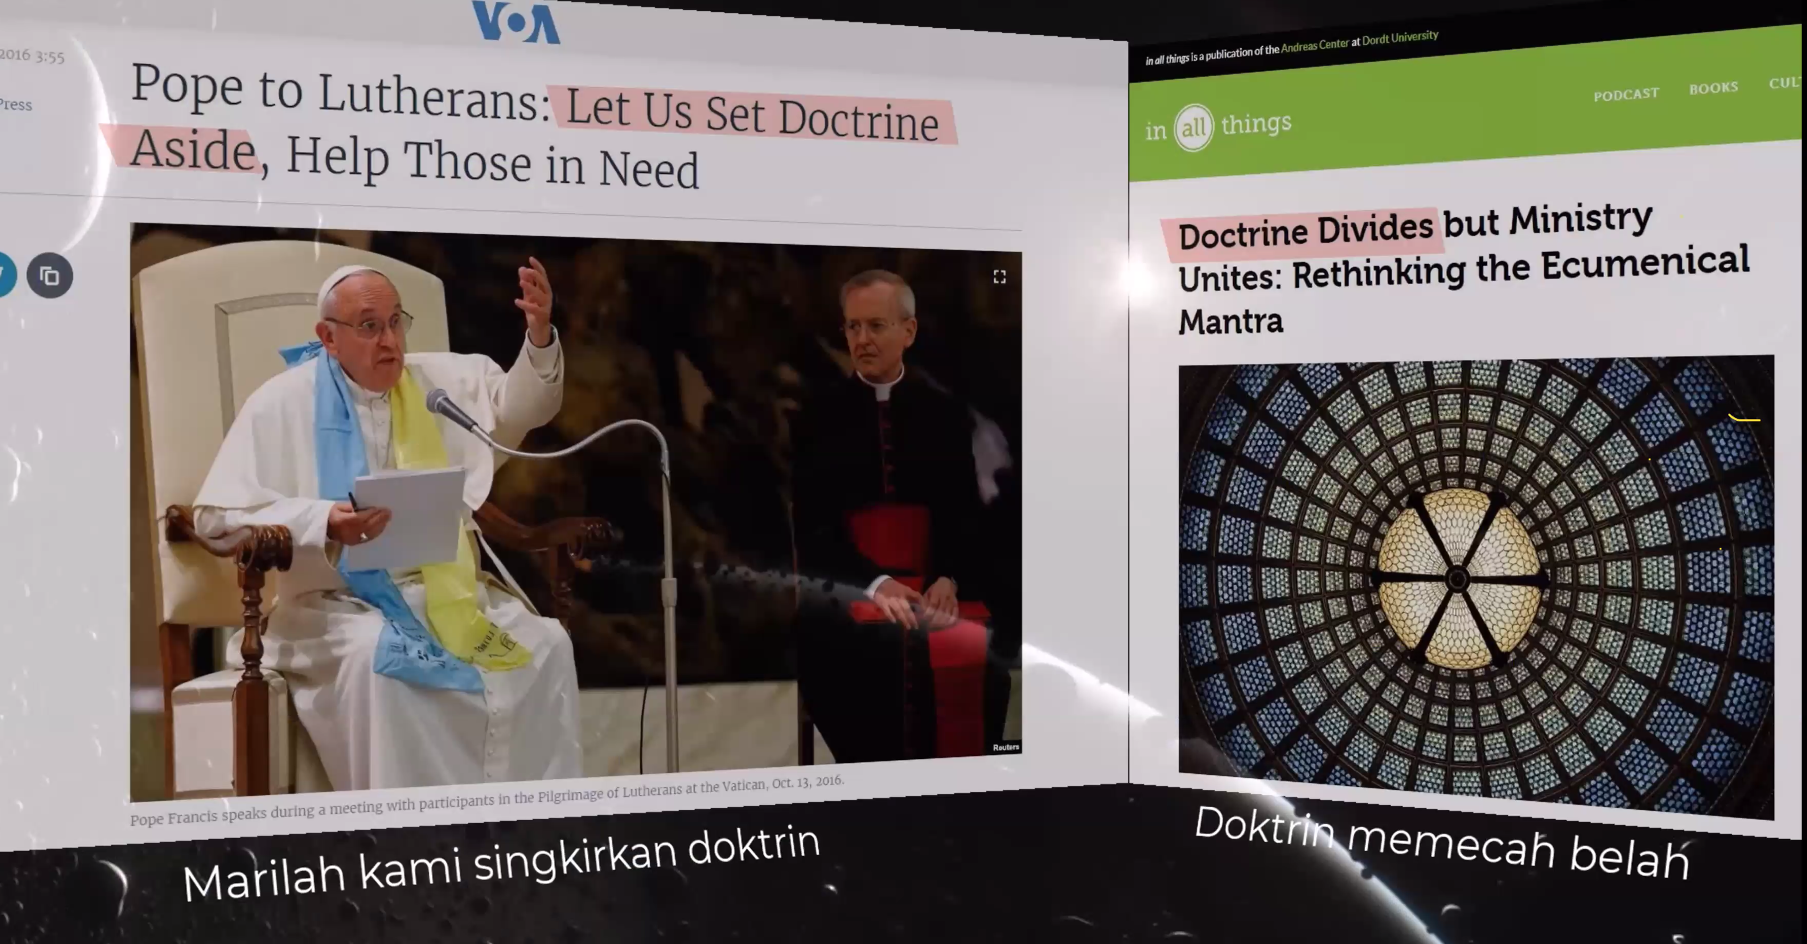 VOA
2016 3:55
Press
Pope to Lutherans: Let Us Set Doctrine
Aside, Help Those in Need
Reuters
Pope Francis speaks during a meeting with participants in the Pilgrimage of Lutherans at the Vatican, Oct. 13, 2016.
Marilah kami singkirkan doktrin
in all things is a publication of the Andreas Center at Dordt University
in all things
PODCAST BOOKS CUL
Doctrine Divides but Ministry
Unites: Rethinking the Ecumenical
Mantra
Doktrin memecah belah